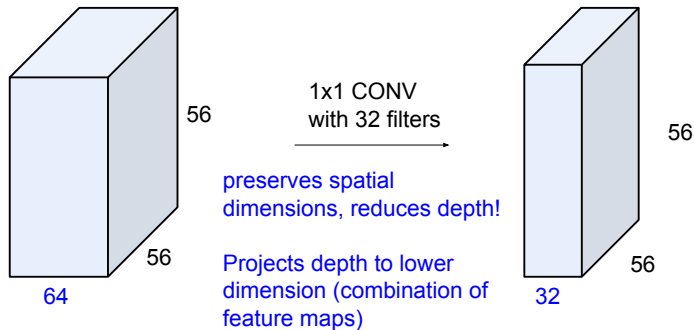 1x1 CONV
with 32 filters
56
56
64
preserves spatial
dimensions, reduces depth!
Projects depth to lower
dimension (combination of
feature maps)
56
56
32